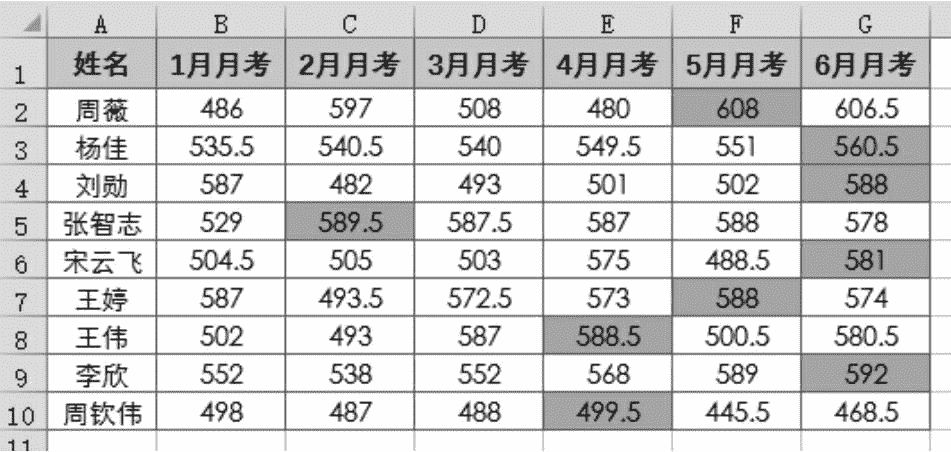 A B C D E F G
1 姓名 1月月考 2月月考 3月月考 4月月考 5月月考 6月月考
2 周薇 486 597 508 480 608 606.5
3 杨佳 535.5 540.5 540 549.5 551 560.5
4 刘勋 587 482 493 501 502 588
5 张智志 529 589.5 587.5 587 588 578
6 宋云飞 504.5 505 503 575 488.5 581
7 王婷 587 493.5 572.5 573 588 574
8 王伟 502 493 587 588.5 500.5 580.5
9 李欣 552 538 552 568 589 592
10 周钦伟 498 487 488 499.5 445.5 468.5
11